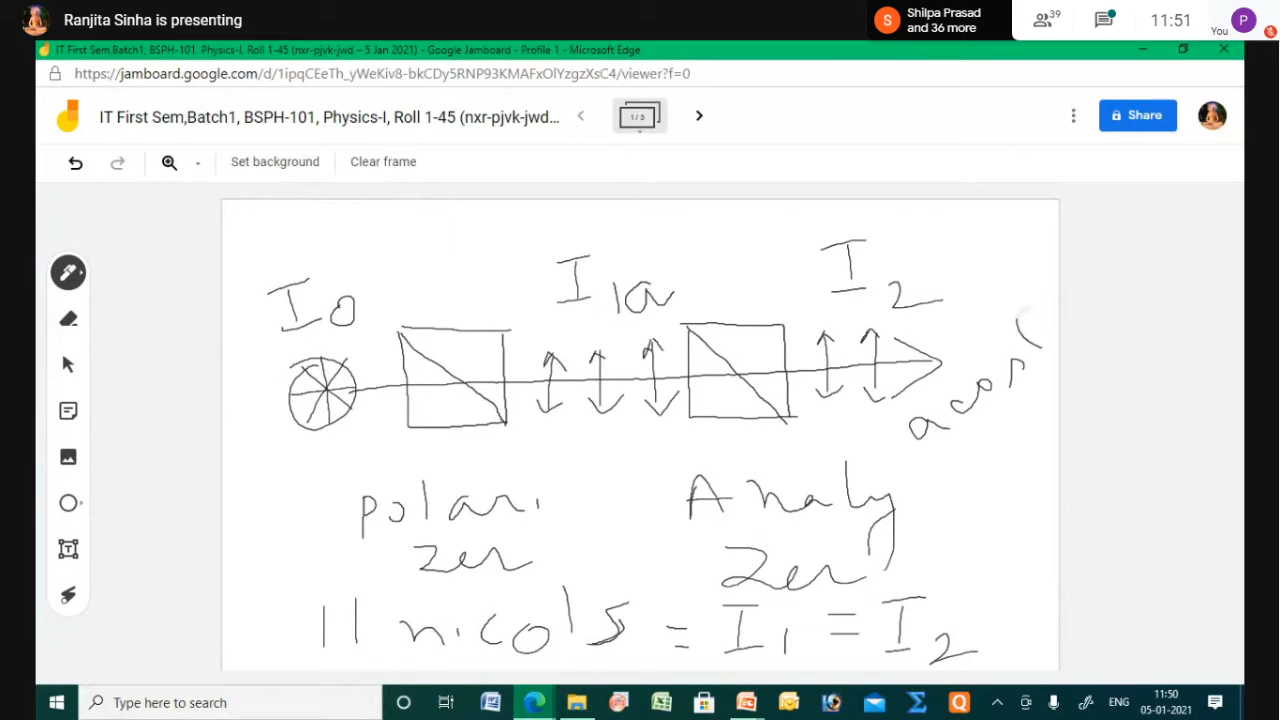 Ranjita Sinha is presenting
Shilpa Prasad
and 36 more
39
11:51
You
S
P
IT First Sem,Batch1, BSPH-101, Physics-I, Roll 1-45 (nxr-pjvk-jwd – 5 Jan 2021) - Google Jamboard - Profile 1 - Microsoft Edge
https://jamboard.google.com/d/1ipqCEeTh_yWeKiv8-bkCDy5RNP93KMAFxOlYzgzXsC4/viewer?f=0
IT First Sem,Batch1, BSPH-101, Physics-I, Roll 1-45 (nxr-pjvk-jwd...
1 / 3
Share
Set background
Clear frame
I0
I1a
I2
polari
zer
Analy
zer
|| nicols = I1 = I2
Type here to search
ENG
11:50
05-01-2021